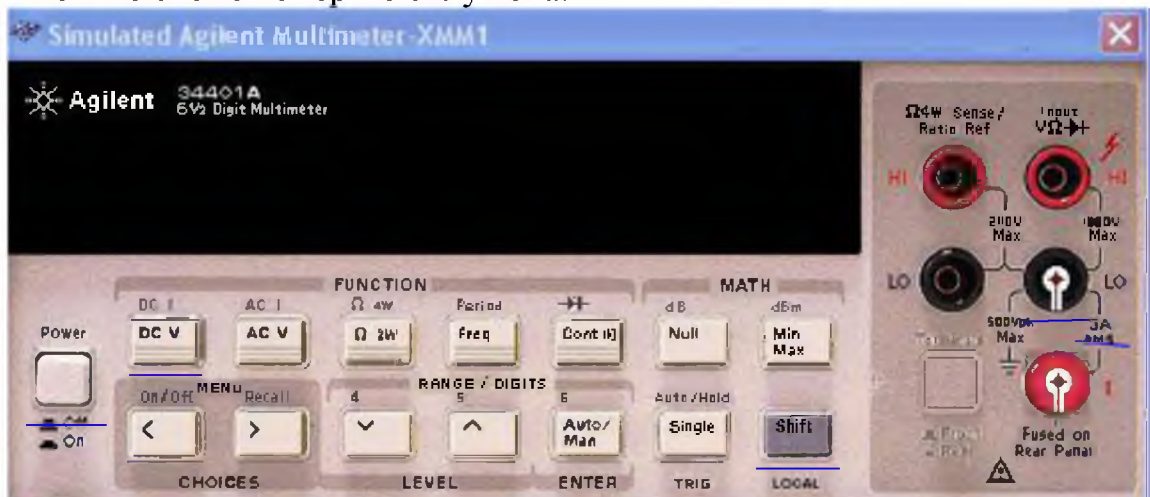 Simulated Agilent Multimeter-XMM1
Agilent 34401A
6½ Digit Multimeter
Ω4W Sense/
Ratio Ref
Input
VΩ
HI
HI
Max
Max
LO
LO
Max
3A
RMS
I
Fused on
Rear Panel
FUNCTION
MATH
DC I
AC I
Ω 4W
Period
dB
dBm
Power
DC V
AC V
Ω 2W
Freq
Cont
Null
Min
Max
Off
On
MENU
On/Off
Recall
RANGE / DIGITS
4
5
6
Auto/Hold
<
>
Auto/
Man
Single
Shift
CHOICES
LEVEL
ENTER
TRIG
LOCAL